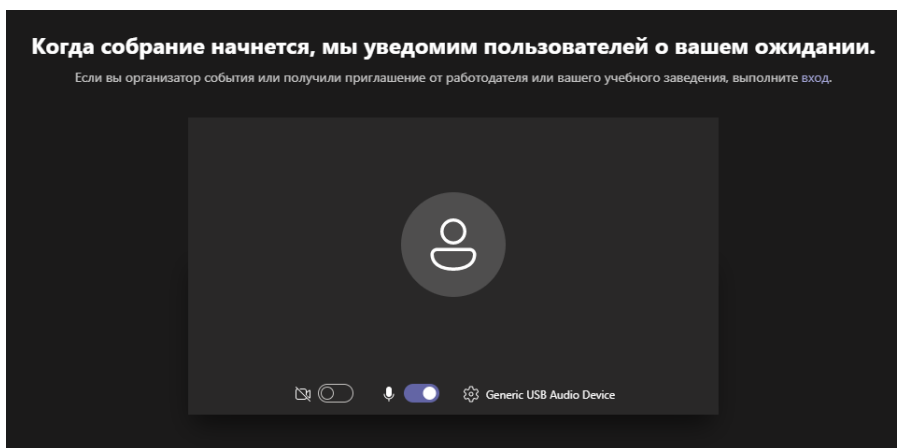 Когда собрание начнется, мы уведомим пользователей о вашем ожидании.
Если вы организатор события или получили приглашение от работодателя или вашего учебного заведения, выполните вход.
Generic USB Audio Device